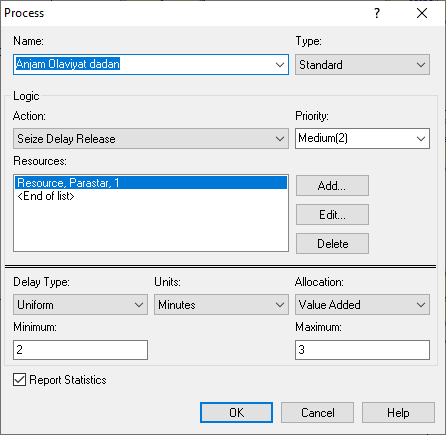 Process
?
Name:
Type:
Anjam Olaviyat dadan
Standard
Logic
Action:
Priority:
Seize Delay Release
Medium(2)
Resources:
Resource, Parastar, 1
<End of list>
Add...
Edit...
Delete
Delay Type:
Units:
Allocation:
Uniform
Minutes
Value Added
Minimum:
Maximum:
2
3
Report Statistics
OK
Cancel
Help